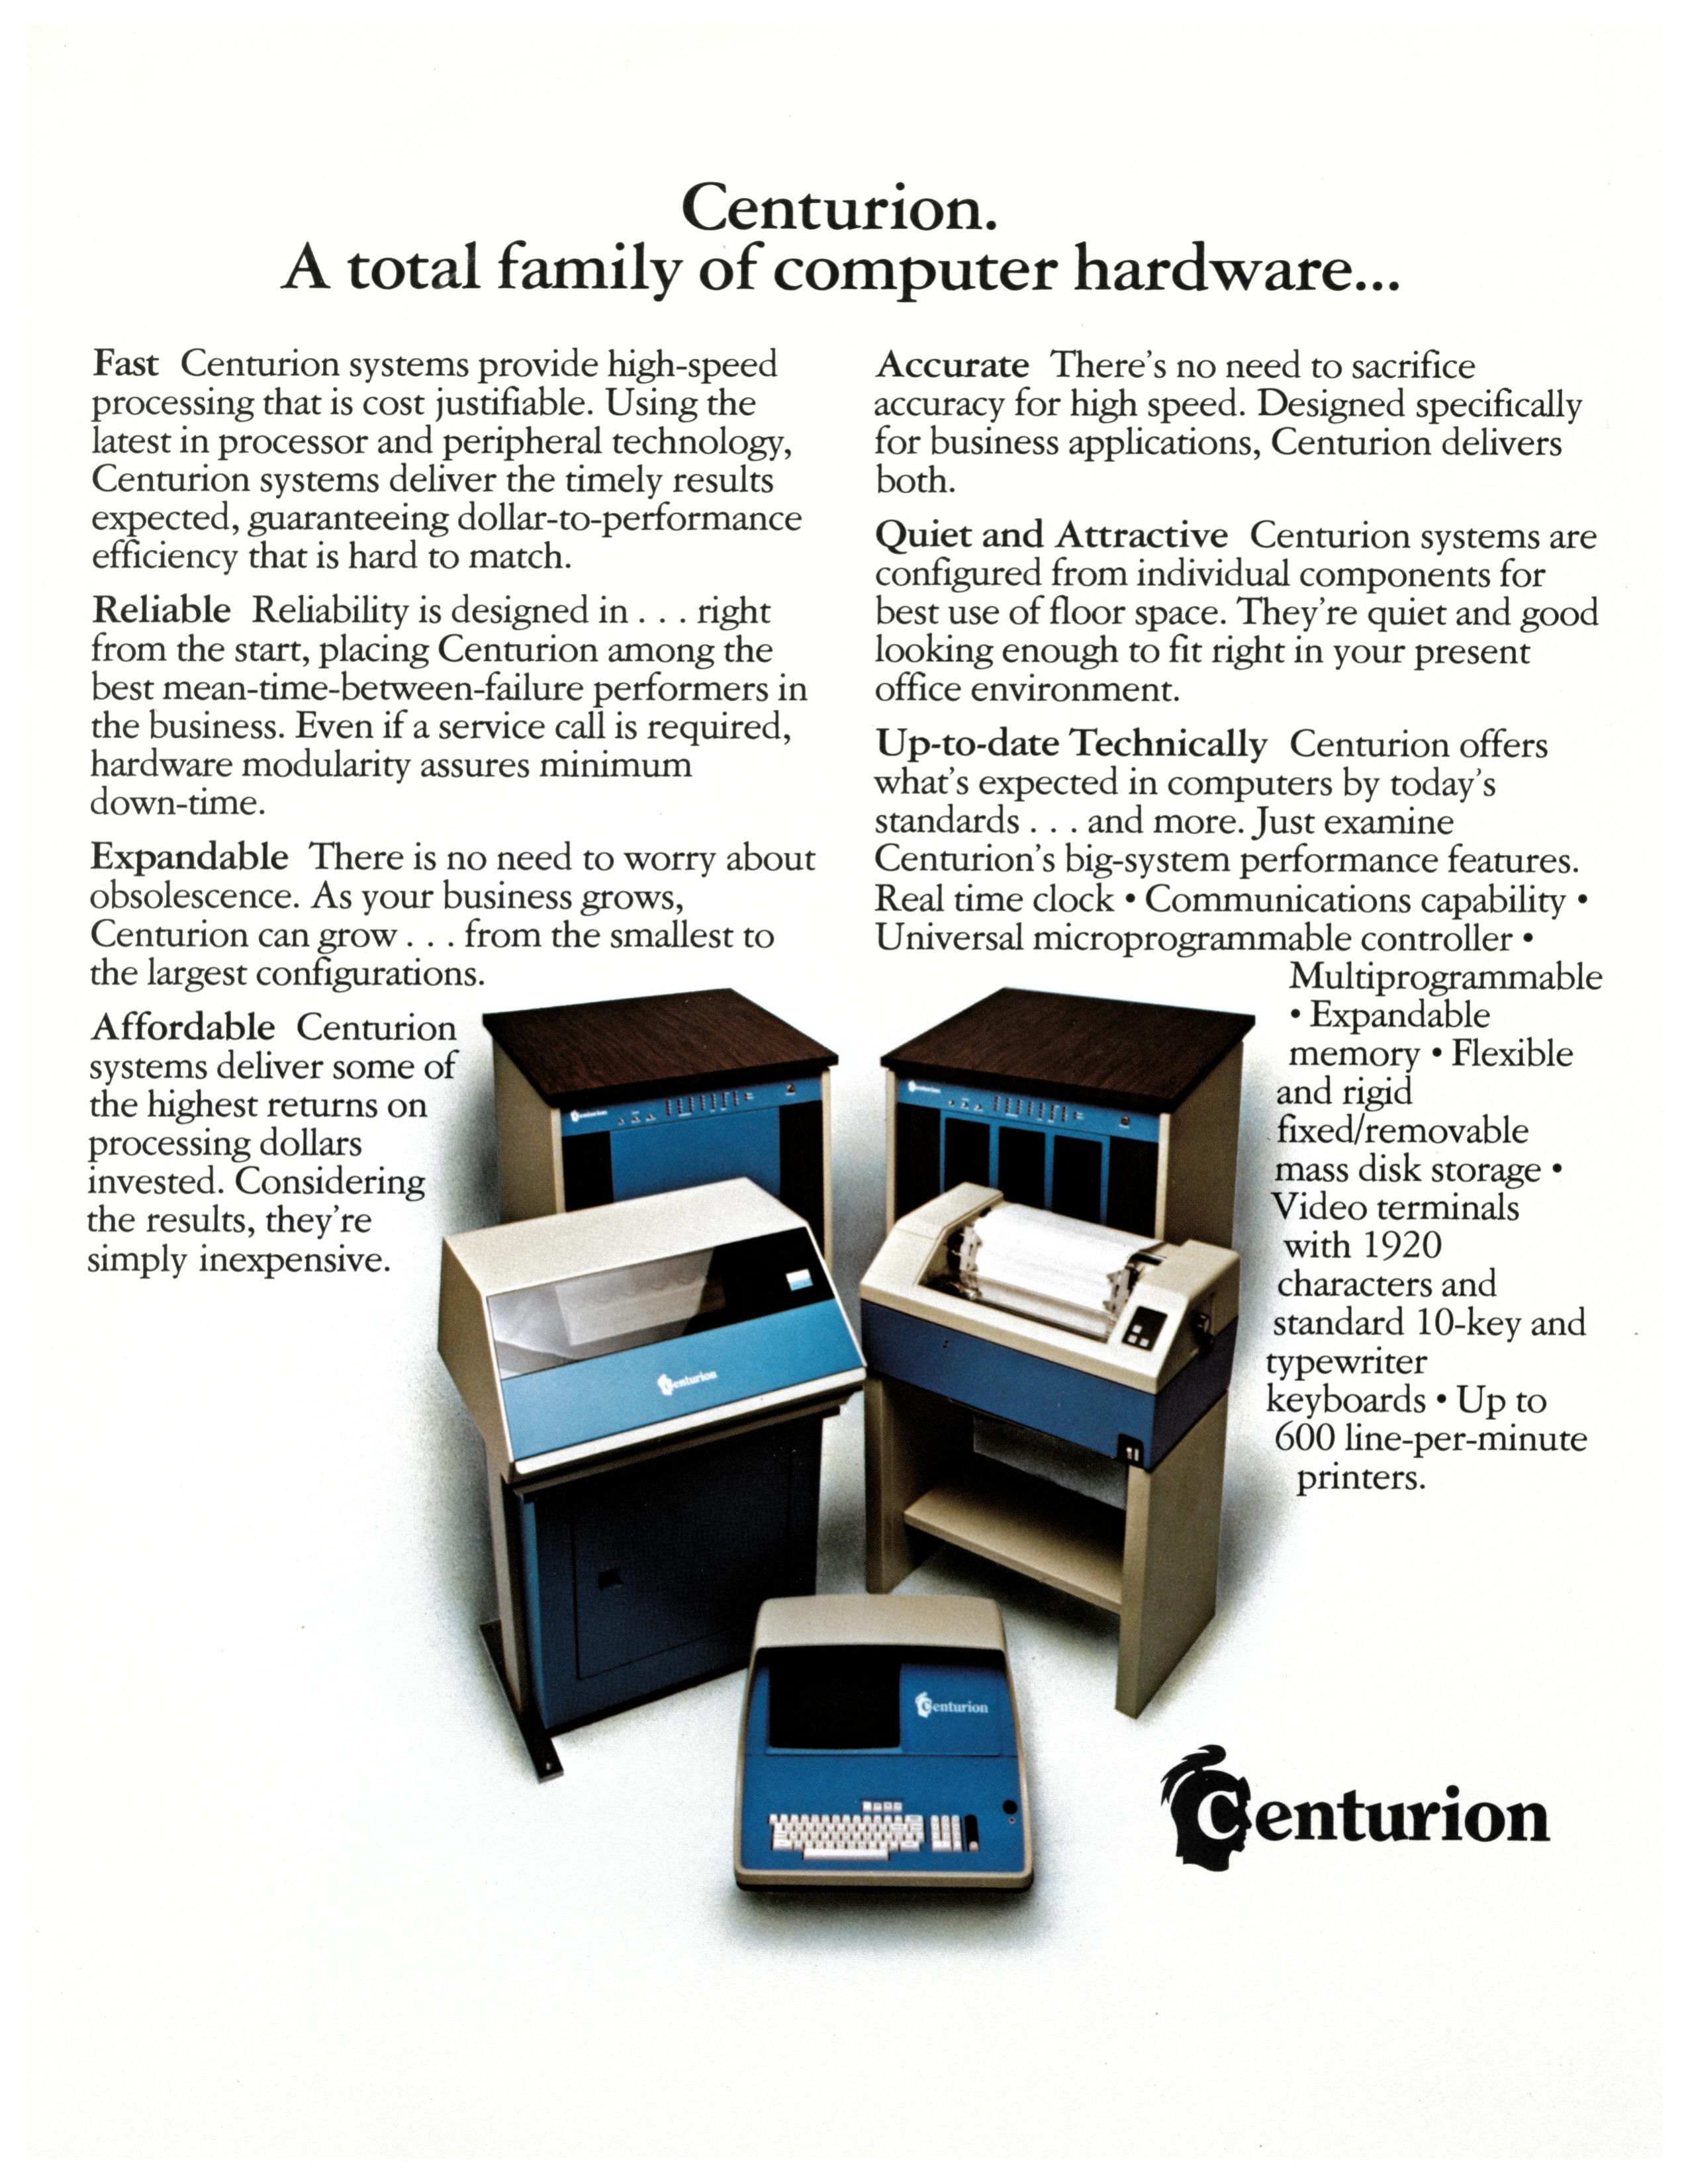 Centurion.
A total family of computer hardware...
Fast Centurion systems provide high-speed
processing that is cost justifiable. Using the
latest in processor and peripheral technology,
Centurion systems deliver the timely results
expected, guaranteeing dollar-to-performance
efficiency that is hard to match.
Reliable Reliability is designed in . . . right
from the start, placing Centurion among the
best mean-time-between-failure performers in
the business. Even if a service call is required,
hardware modularity assures minimum
down-time.
Expandable There is no need to worry about
obsolescence. As your business grows,
Centurion can grow . . . from the smallest to
the largest configurations.
Affordable Centurion
systems deliver some of
the highest returns on
processing dollars
invested. Considering
the results, they're
simply inexpensive.
Accurate There's no need to sacrifice
accuracy for high speed. Designed specifically
for business applications, Centurion delivers
both.
Quiet and Attractive Centurion systems are
configured from individual components for
best use of floor space. They're quiet and good
looking enough to fit right in your present
office environment.
Up-to-date Technically Centurion offers
what's expected in computers by today's
standards . . . and more. Just examine
Centurion's big-system performance features.
Real time clock • Communications capability •
Universal microprogrammable controller •
Multiprogrammable
• Expandable
memory • Flexible
and rigid
fixed/removable
mass disk storage •
Video terminals
with 1920
characters and
standard 10-key and
typewriter
keyboards • Up to
600 line-per-minute
printers.
Centurion
Centurion
Centurion
Centurion
Centurion